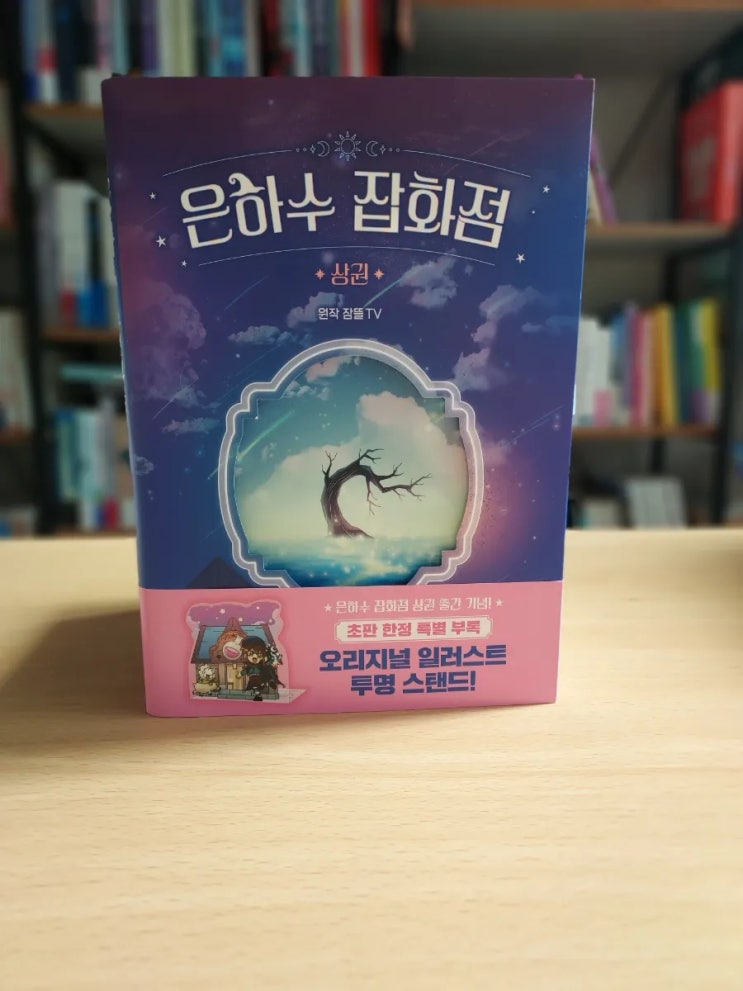 은하수 잡화점
상권
원작 잠뜰TV
★ 은하수 잡화점 상권 출간 기념! ★
초판 한정 특별 부록
오리지널 일러스트
투명 스탠드!